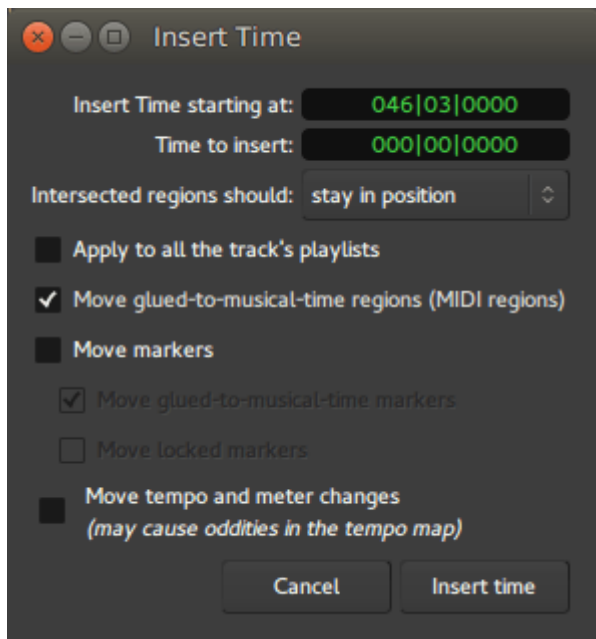 Insert Time
Insert Time starting at: 046|03|0000
Time to insert: 000|00|0000
Intersected regions should: stay in position
Apply to all the track's playlists
Move glued-to-musical-time regions (MIDI regions)
Move markers
Move glued-to-musical-time markers
Move locked markers
Move tempo and meter changes
(may cause oddities in the tempo map)
Cancel Insert time